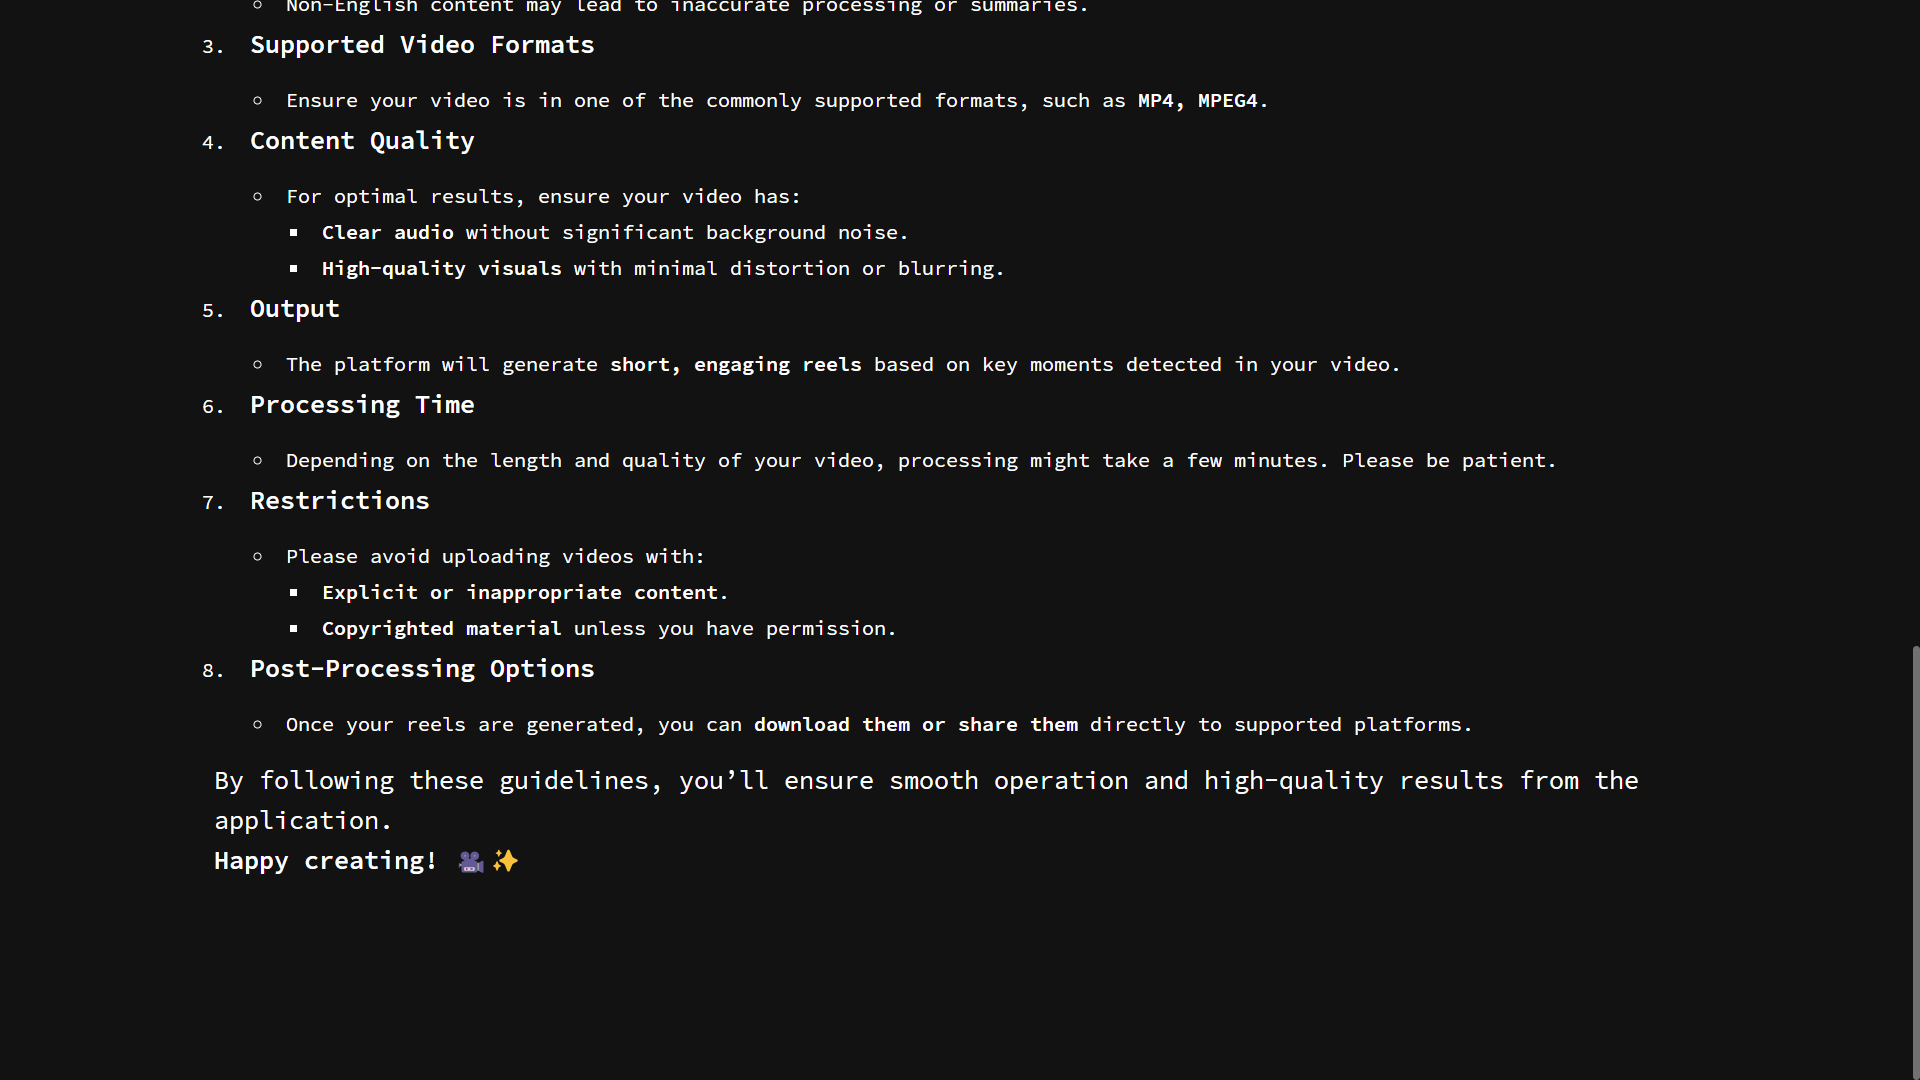 Non-English content may lead to inaccurate processing or summaries.
3. Supported Video Formats
Ensure your video is in one of the commonly supported formats, such as MP4, MPEG4.
4. Content Quality
For optimal results, ensure your video has:
Clear audio without significant background noise.
High-quality visuals with minimal distortion or blurring.
5. Output
The platform will generate short, engaging reels based on key moments detected in your video.
6. Processing Time
Depending on the length and quality of your video, processing might take a few minutes. Please be patient.
7. Restrictions
Please avoid uploading videos with:
Explicit or inappropriate content.
Copyrighted material unless you have permission.
8. Post-Processing Options
Once your reels are generated, you can download them or share them directly to supported platforms.
By following these guidelines, you’ll ensure smooth operation and high-quality results from the
application.
Happy creating! 🎥✨